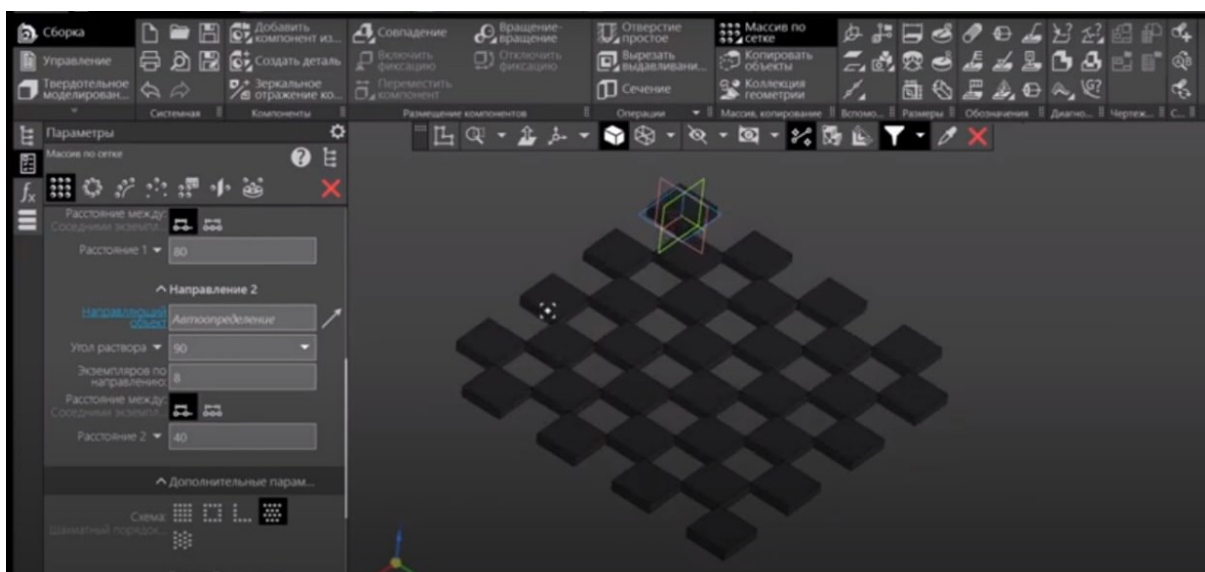 Сборка
Управление
Твердотельное
моделирован...
Системная
Добавить
компонент из...
Создать деталь
Зеркальное
отражение ко...
Компоненты
Совпадение
Включить
фиксацию
Переместить
компонент
Вращение-
вращение
Отключить
фиксацию
Размещение компонентов
Отверстие
простое
Вырезать
выдавливани...
Сечение
Операции
Массив по
сетке
Копировать
объекты
Коллекция
геометрии
Массив, копирование
Вспомо...
Размеры
Обозначения
Диагно...
Чертеж...
С...
Параметры
Массив по сетке
Расстояние между:
Соседними экземпл...
Расстояние 1
80
Направление 2
Направляющий
объект
Автоопределение
Угол раствора
90
Экземпляров по
направлению:
8
Расстояние между:
Соседними экземпл...
Расстояние 2
40
Дополнительные парам...
Схема:
Шахматный порядок...